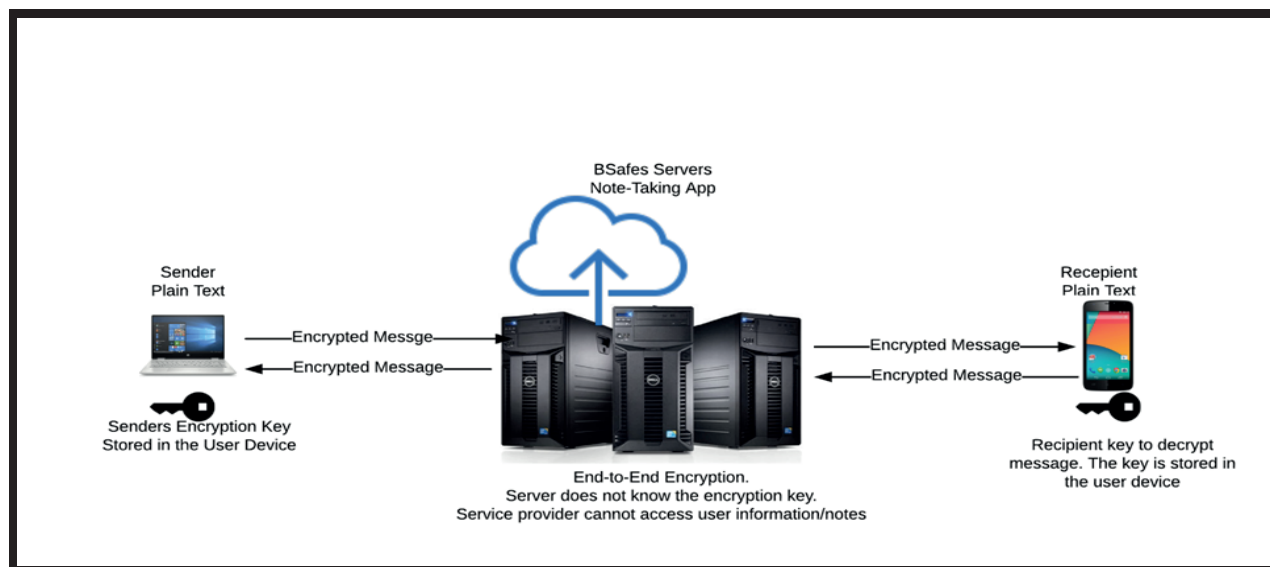 BSafes Servers
Note-Taking App
Sender
Plain Text
Recepient
Plain Text
Encrypted Messge
Encrypted Message
Encrypted Message
Encrypted Message
Senders Encryption Key
Stored in the User Device
Recipient key to decrypt
message. The key is stored in
the user device
End-to-End Encryption.
Server does not know the encryption key.
Service provider cannot access user information/notes